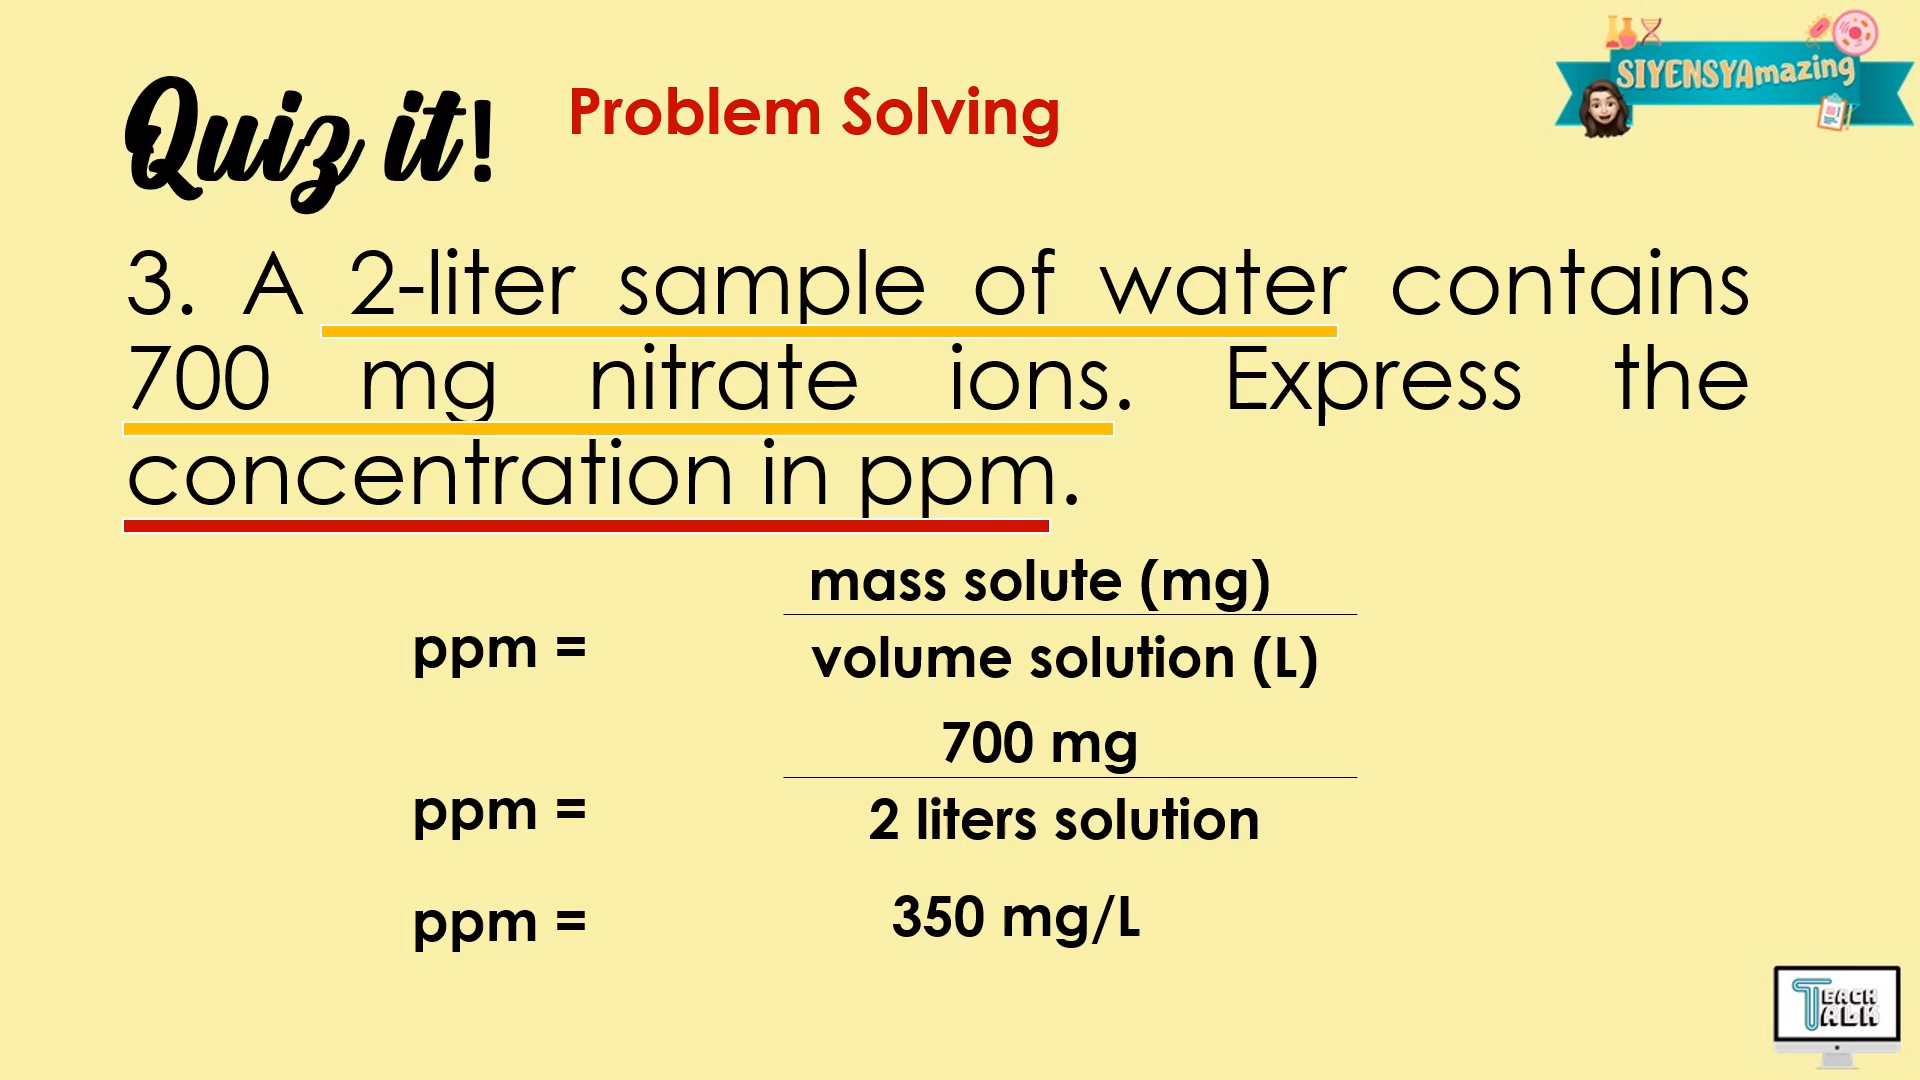 Quiz it!
Problem Solving
SIYENSYAmazing
3. A 2-liter sample of water contains
700 mg nitrate ions. Express the
concentration in ppm.
mass solute (mg)
ppm =
volume solution (L)
700 mg
ppm =
2 liters solution
ppm = 350 mg/L
TEACH
TALK